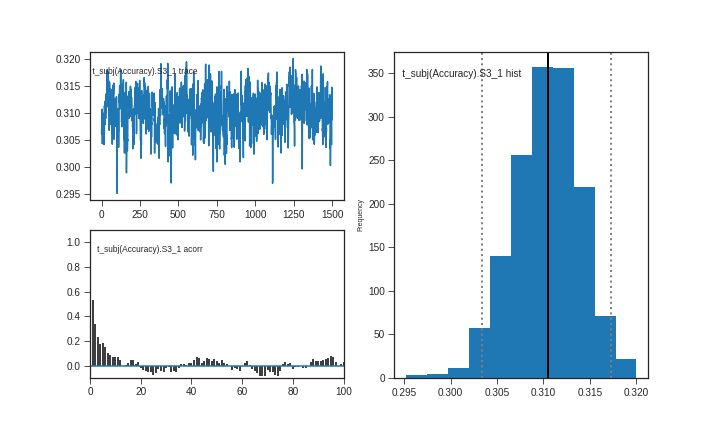 t_subj(Accuracy).S3_1 trace
0.320
0.315
0.310
0.305
0.300
0.295
0 250 500 750 1000 1250 1500
t_subj(Accuracy).S3_1 acorr
1.0
0.8
0.6
0.4
0.2
0.0
0 20 40 60 80 100
t_subj(Accuracy).S3_1 hist
Frequency
350
300
250
200
150
100
50
0
0.295 0.300 0.305 0.310 0.315 0.320